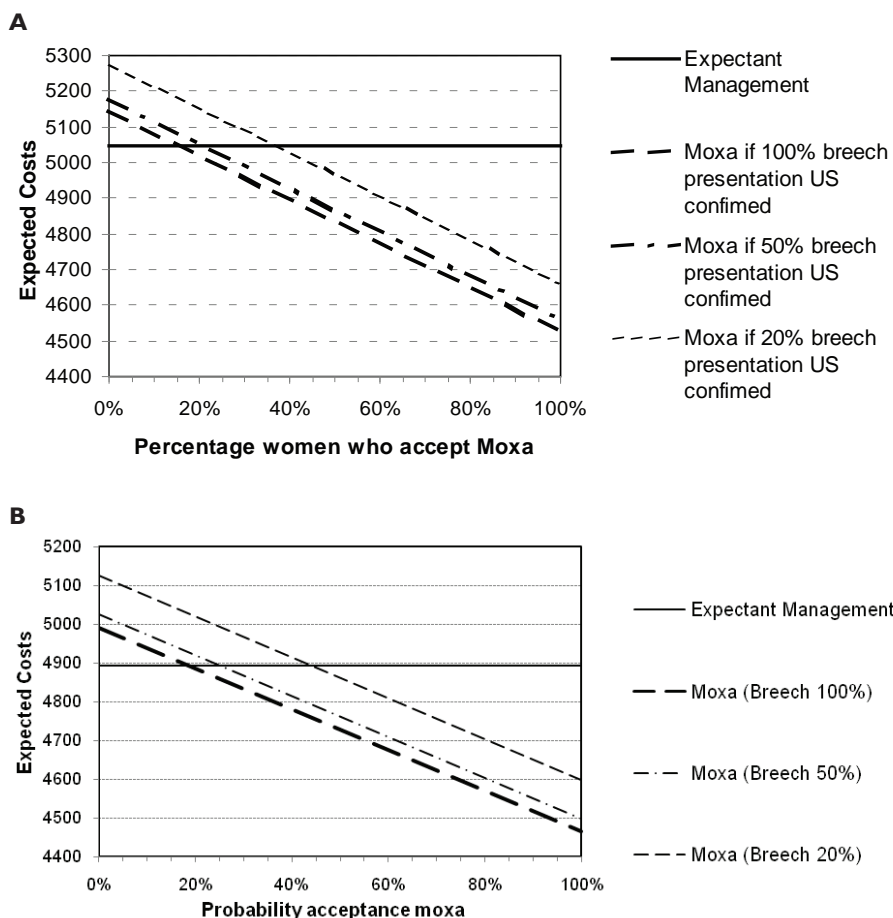 A
5300
5200
5100
5000
4900
4800
4700
4600
4500
4400
Expected Costs
0% 20% 40% 60% 80% 100%
Percentage women who accept Moxa
Expectant
Management
Moxa if 100% breech
presentation US
confimed
Moxa if 50% breech
presentation US
confimed
Moxa if 20% breech
presentation US
confimed
B
5200
5100
5000
4900
4800
4700
4600
4500
4400
Expected Costs
0% 20% 40% 60% 80% 100%
Probability acceptance moxa
Expectant Management
Moxa (Breech 100%)
Moxa (Breech 50%)
Moxa (Breech 20%)